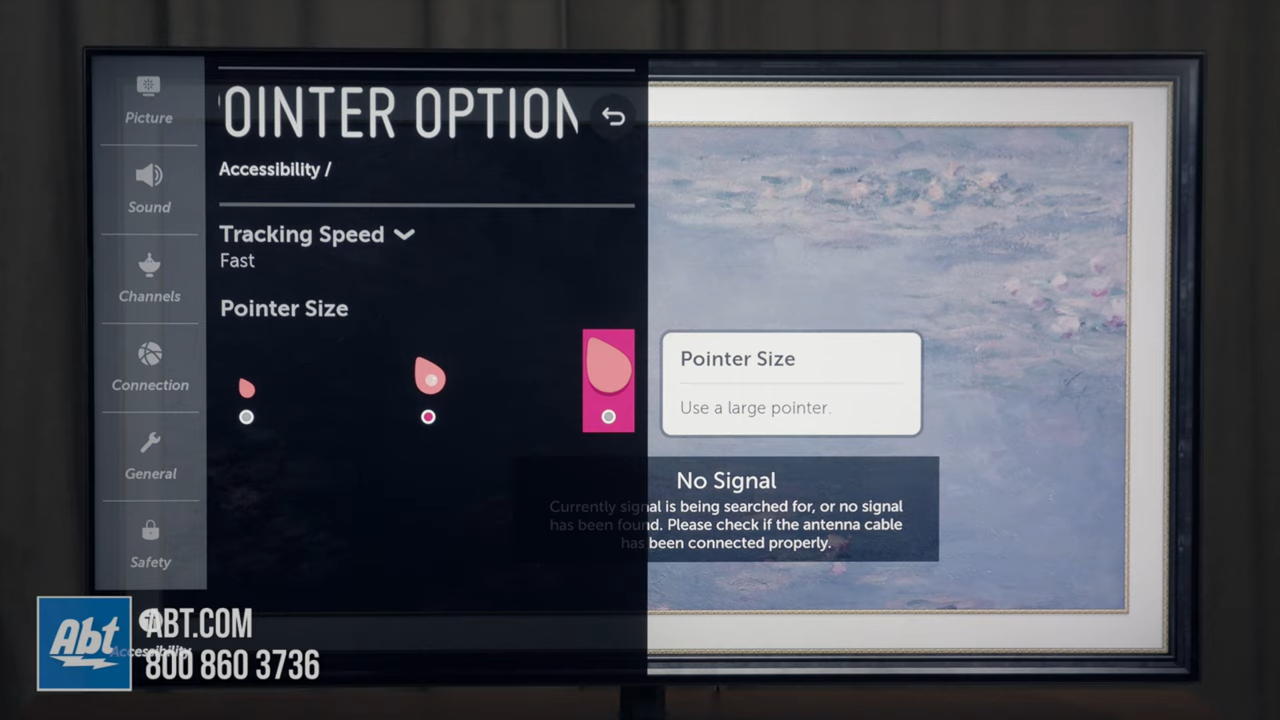 Picture
Sound
Channels
Connection
General
Safety
Accessibility
OINTER OPTION
Accessibility /
Tracking Speed
Fast
Pointer Size
Pointer Size
Use a large pointer.
No Signal
Currently signal is being searched for, or no signal
has been found. Please check if the antenna cable
has been connected properly.
Abt
ABT.COM
800 860 3736